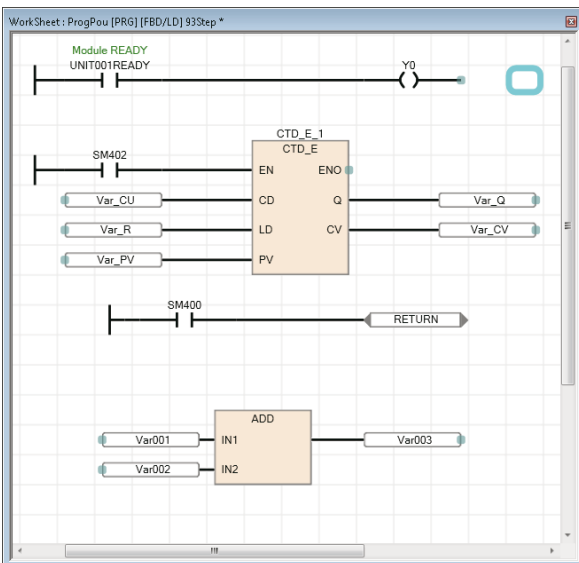 WorkSheet : ProgPou [PRG] [FBD/LD] 93Step *
Module READY
UNIT001READY
Y0
CTD_E_1
CTD_E
SM402
EN
ENO
Var_CU
CD
Q
Var_Q
Var_R
LD
CV
Var_CV
Var_PV
PV
SM400
RETURN
ADD
Var001
IN1
Var003
Var002
IN2